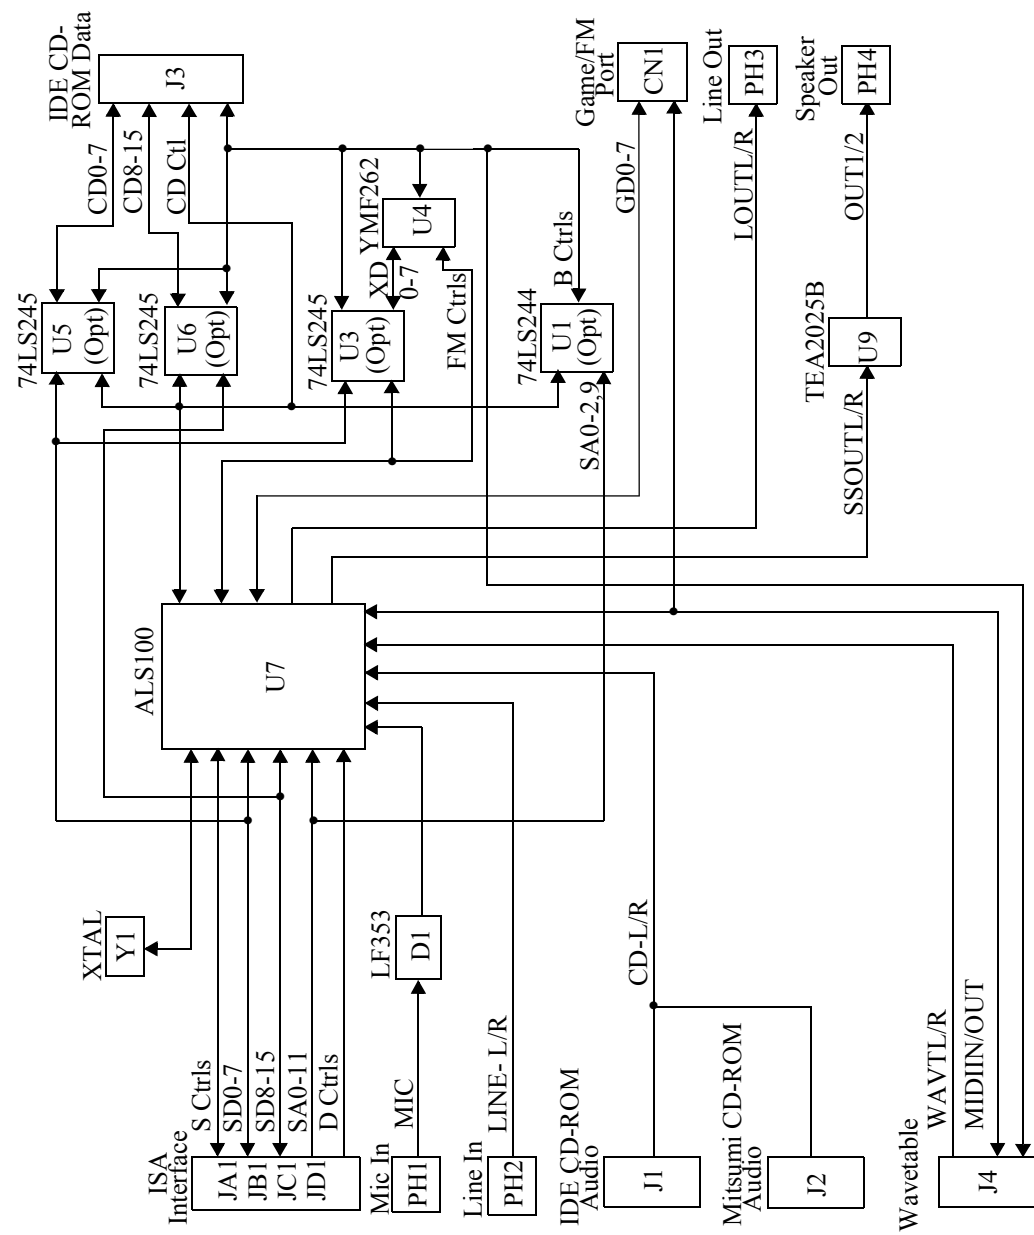 ISA
Interface
JA1
JB1
JC1
JD1
S Ctrls
SD0-7
SD8-15
SA0-11
D Ctrls
Mic In
PH1
MIC
Line In
PH2
LINE- L/R
IDE CD-ROM
Audio
J1
CD-L/R
Mitsumi CD-ROM
Audio
J2
Wavetable
J4
WAVTL/R
MIDIIN/OUT
XTAL
Y1
LF353
D1
ALS100
U7
74LS245
U5
(Opt)
74LS245
U6
(Opt)
74LS245
U3
(Opt)
XD
0-7
YMF262
U4
FM Ctrls
74LS244
U1
(Opt)
B Ctrls
SA0-2,9
TEA2025B
U9
SSOUTL/R
IDE CD-
ROM Data
J3
CD0-7
CD8-15
CD Ctl
Game/FM
Port
CN1
GD0-7
Line Out
PH3
LOUTL/R
Speaker
Out
PH4
OUT1/2